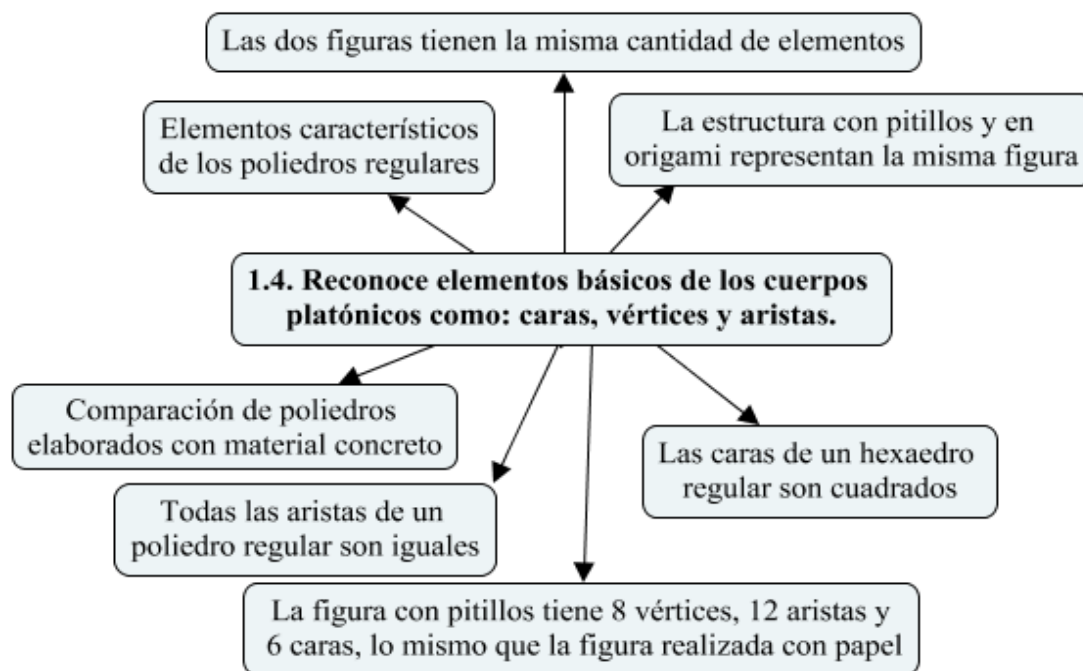 Las dos figuras tienen la misma cantidad de elementos
Elementos característicos
de los poliedros regulares
La estructura con pitillos y en
origami representan la misma figura
1.4. Reconoce elementos básicos de los cuerpos
platónicos como: caras, vértices y aristas.
Comparación de poliedros
elaborados con material concreto
Las caras de un hexaedro
regular son cuadrados
Todas las aristas de un
poliedro regular son iguales
La figura con pitillos tiene 8 vértices, 12 aristas y
6 caras, lo mismo que la figura realizada con papel